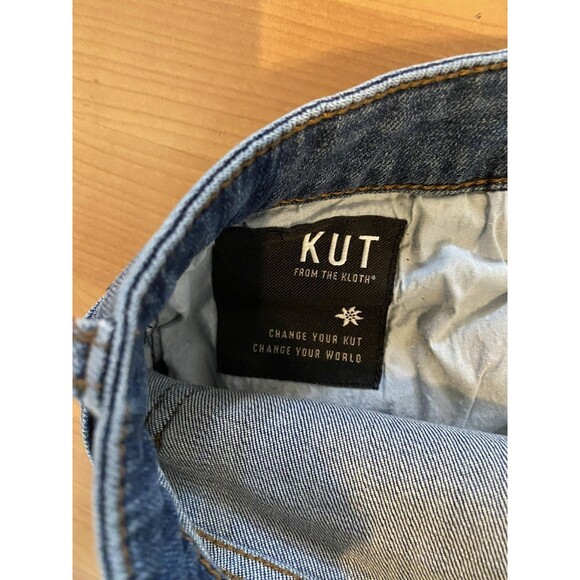 KUT
FROM THE KLOTH®
CHANGE YOUR KUT
CHANGE YOUR WORLD